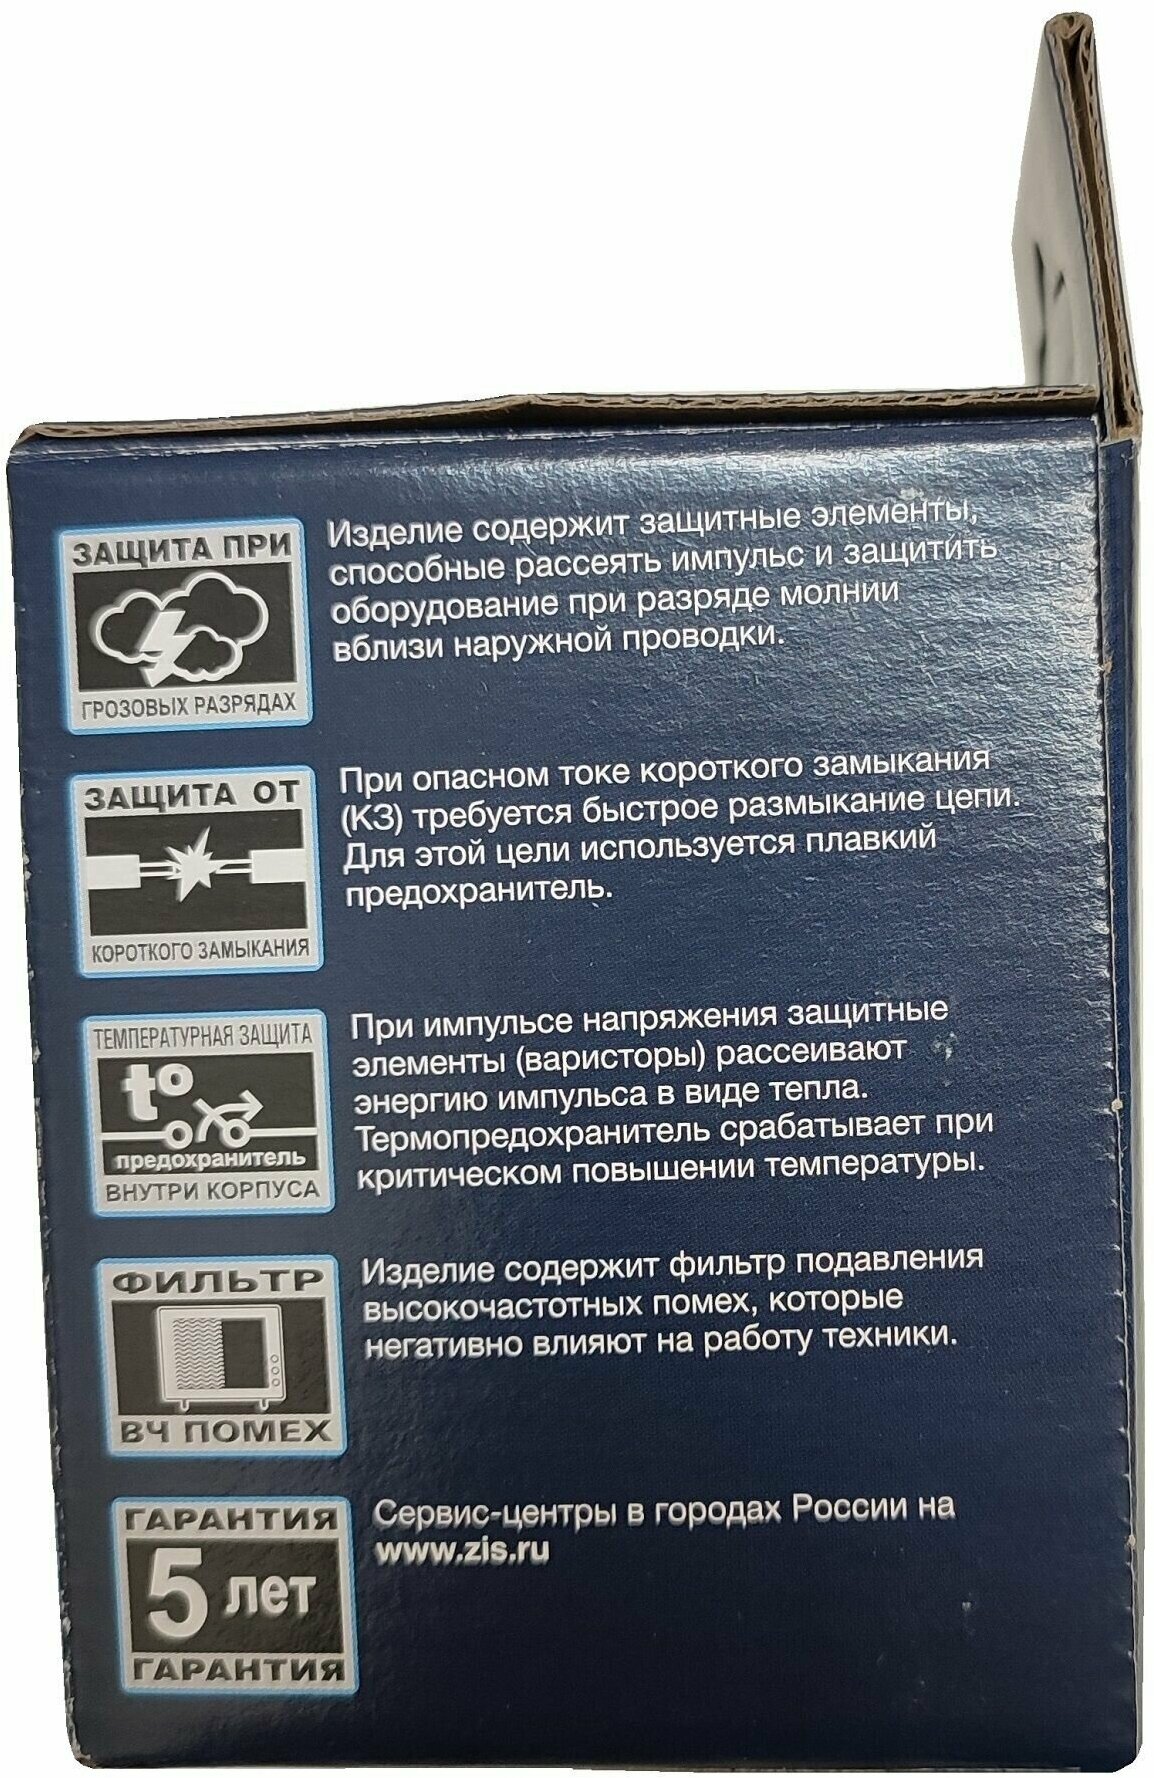 ЗАЩИТА ПРИ
ГРОЗОВЫХ РАЗРЯДАХ
Изделие содержит защитные элементы,
способные рассеять импульс и защитить
оборудование при разряде молнии
вблизи наружной проводки.
ЗАЩИТА ОТ
КОРОТКОГО ЗАМЫКАНИЯ
При опасном токе короткого замыкания
(КЗ) требуется быстрое размыкание цепи.
Для этой цели используется плавкий
предохранитель.
ТЕМПЕРАТУРНАЯ ЗАЩИТА
to
предохранитель
ВНУТРИ КОРПУСА
При импульсе напряжения защитные
элементы (варисторы) рассеивают
энергию импульса в виде тепла.
Термопредохранитель срабатывает при
критическом повышении температуры.
ФИЛЬТР
ВЧ ПОМЕХ
Изделие содержит фильтр подавления
высокочастотных помех, которые
негативно влияют на работу техники.
ГАРАНТИЯ
5 лет
ГАРАНТИЯ
Сервис-центры в городах России на
www.zis.ru